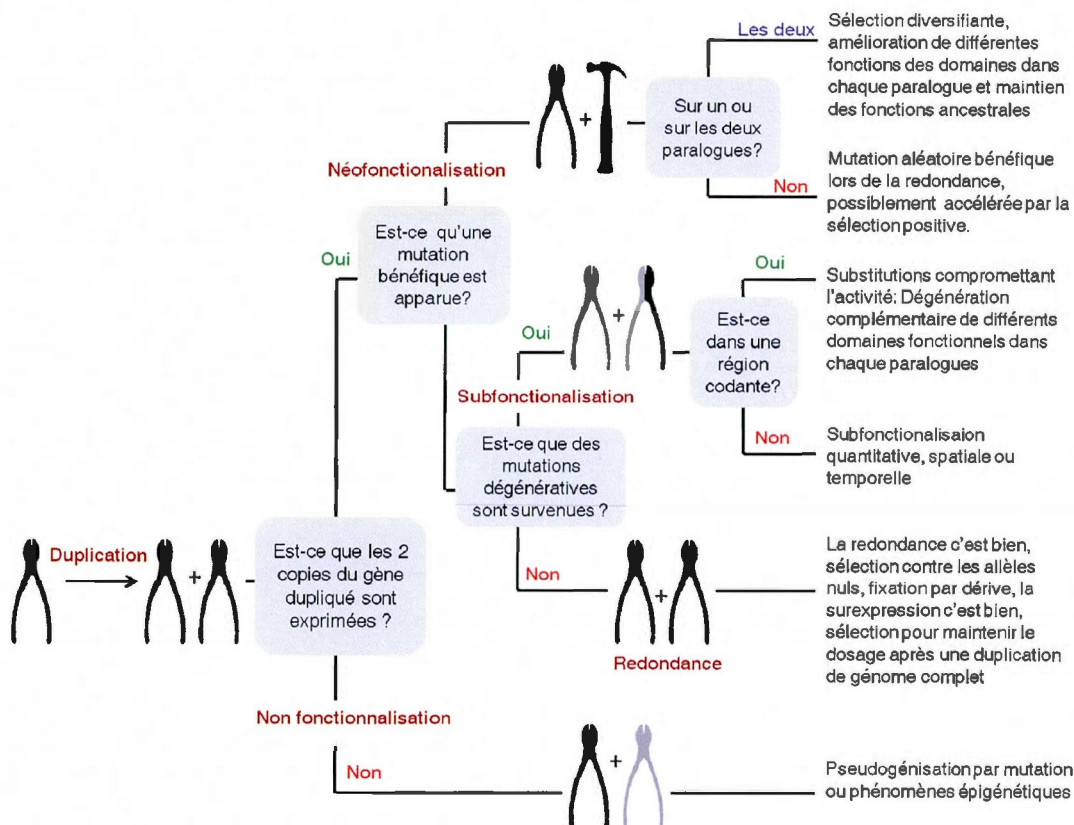 Les deux
Sélection diversifiante,
amélioration de différentes
fonctions des domaines dans
chaque paralogue et maintien
des fonctions ancestrales
+
Sur un ou
sur les deux
paralogues?
Néofonctionalisation
Non
Mutation aléatoire bénéfique
lors de la redondance,
possiblement accélérée par la
sélection positive.
Oui
Est-ce qu'une
mutation
bénéfique est
apparue?
Oui
+
Est-ce
dans une
région
codante?
Oui
Substitutions compromettant
l'activité: Dégénération
complémentaire de différents
domaines fonctionnels dans
chaque paralogues
Subfonctionalisation
Non
Subfonctionalisaion
quantitative, spatiale ou
temporelle
Est-ce que des
mutations
dégénératives
sont survenues ?
Duplication
+
Est-ce que les 2
copies du gène
dupliqué sont
exprimées ?
Non
+
Redondance
La redondance c'est bien,
sélection contre les allèles
nuls, fixation par dérive, la
surexpression c'est bien,
sélection pour maintenir le
dosage après une duplication
de génome complet
Non fonctionnalisation
Non
+
Pseudogénisation par mutation
ou phénomènes épigénétiques